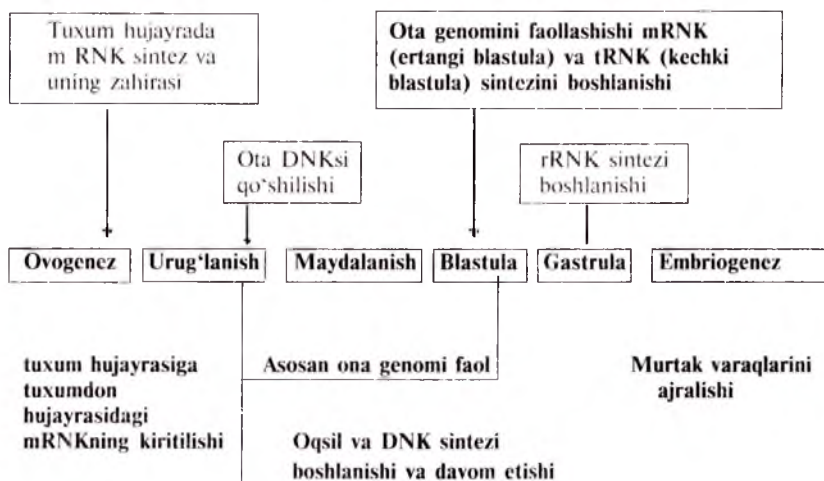 Tuxum hujayrada
m RNK sintez va
uning zahirasi
Ota genomini faollashishi mRNK
(ertangi blastula) va tRNK (kechki
blastula) sintezini boshlanishi
Ota DNKsi
qo‘shilishi
rRNK sintezi
boshlanishi
Ovogenez
Urug‘lanish
Maydalanish
Blastula
Gastrula
Embriogenez
tuxum hujayrasiga
tuxumdon
hujayrasidagi
mRNKning kiritilishi
Asosan ona genomi faol
Murtak varaqlarini
ajralishi
Oqsil va DNK sintezi
boshlanishi va davom etishi